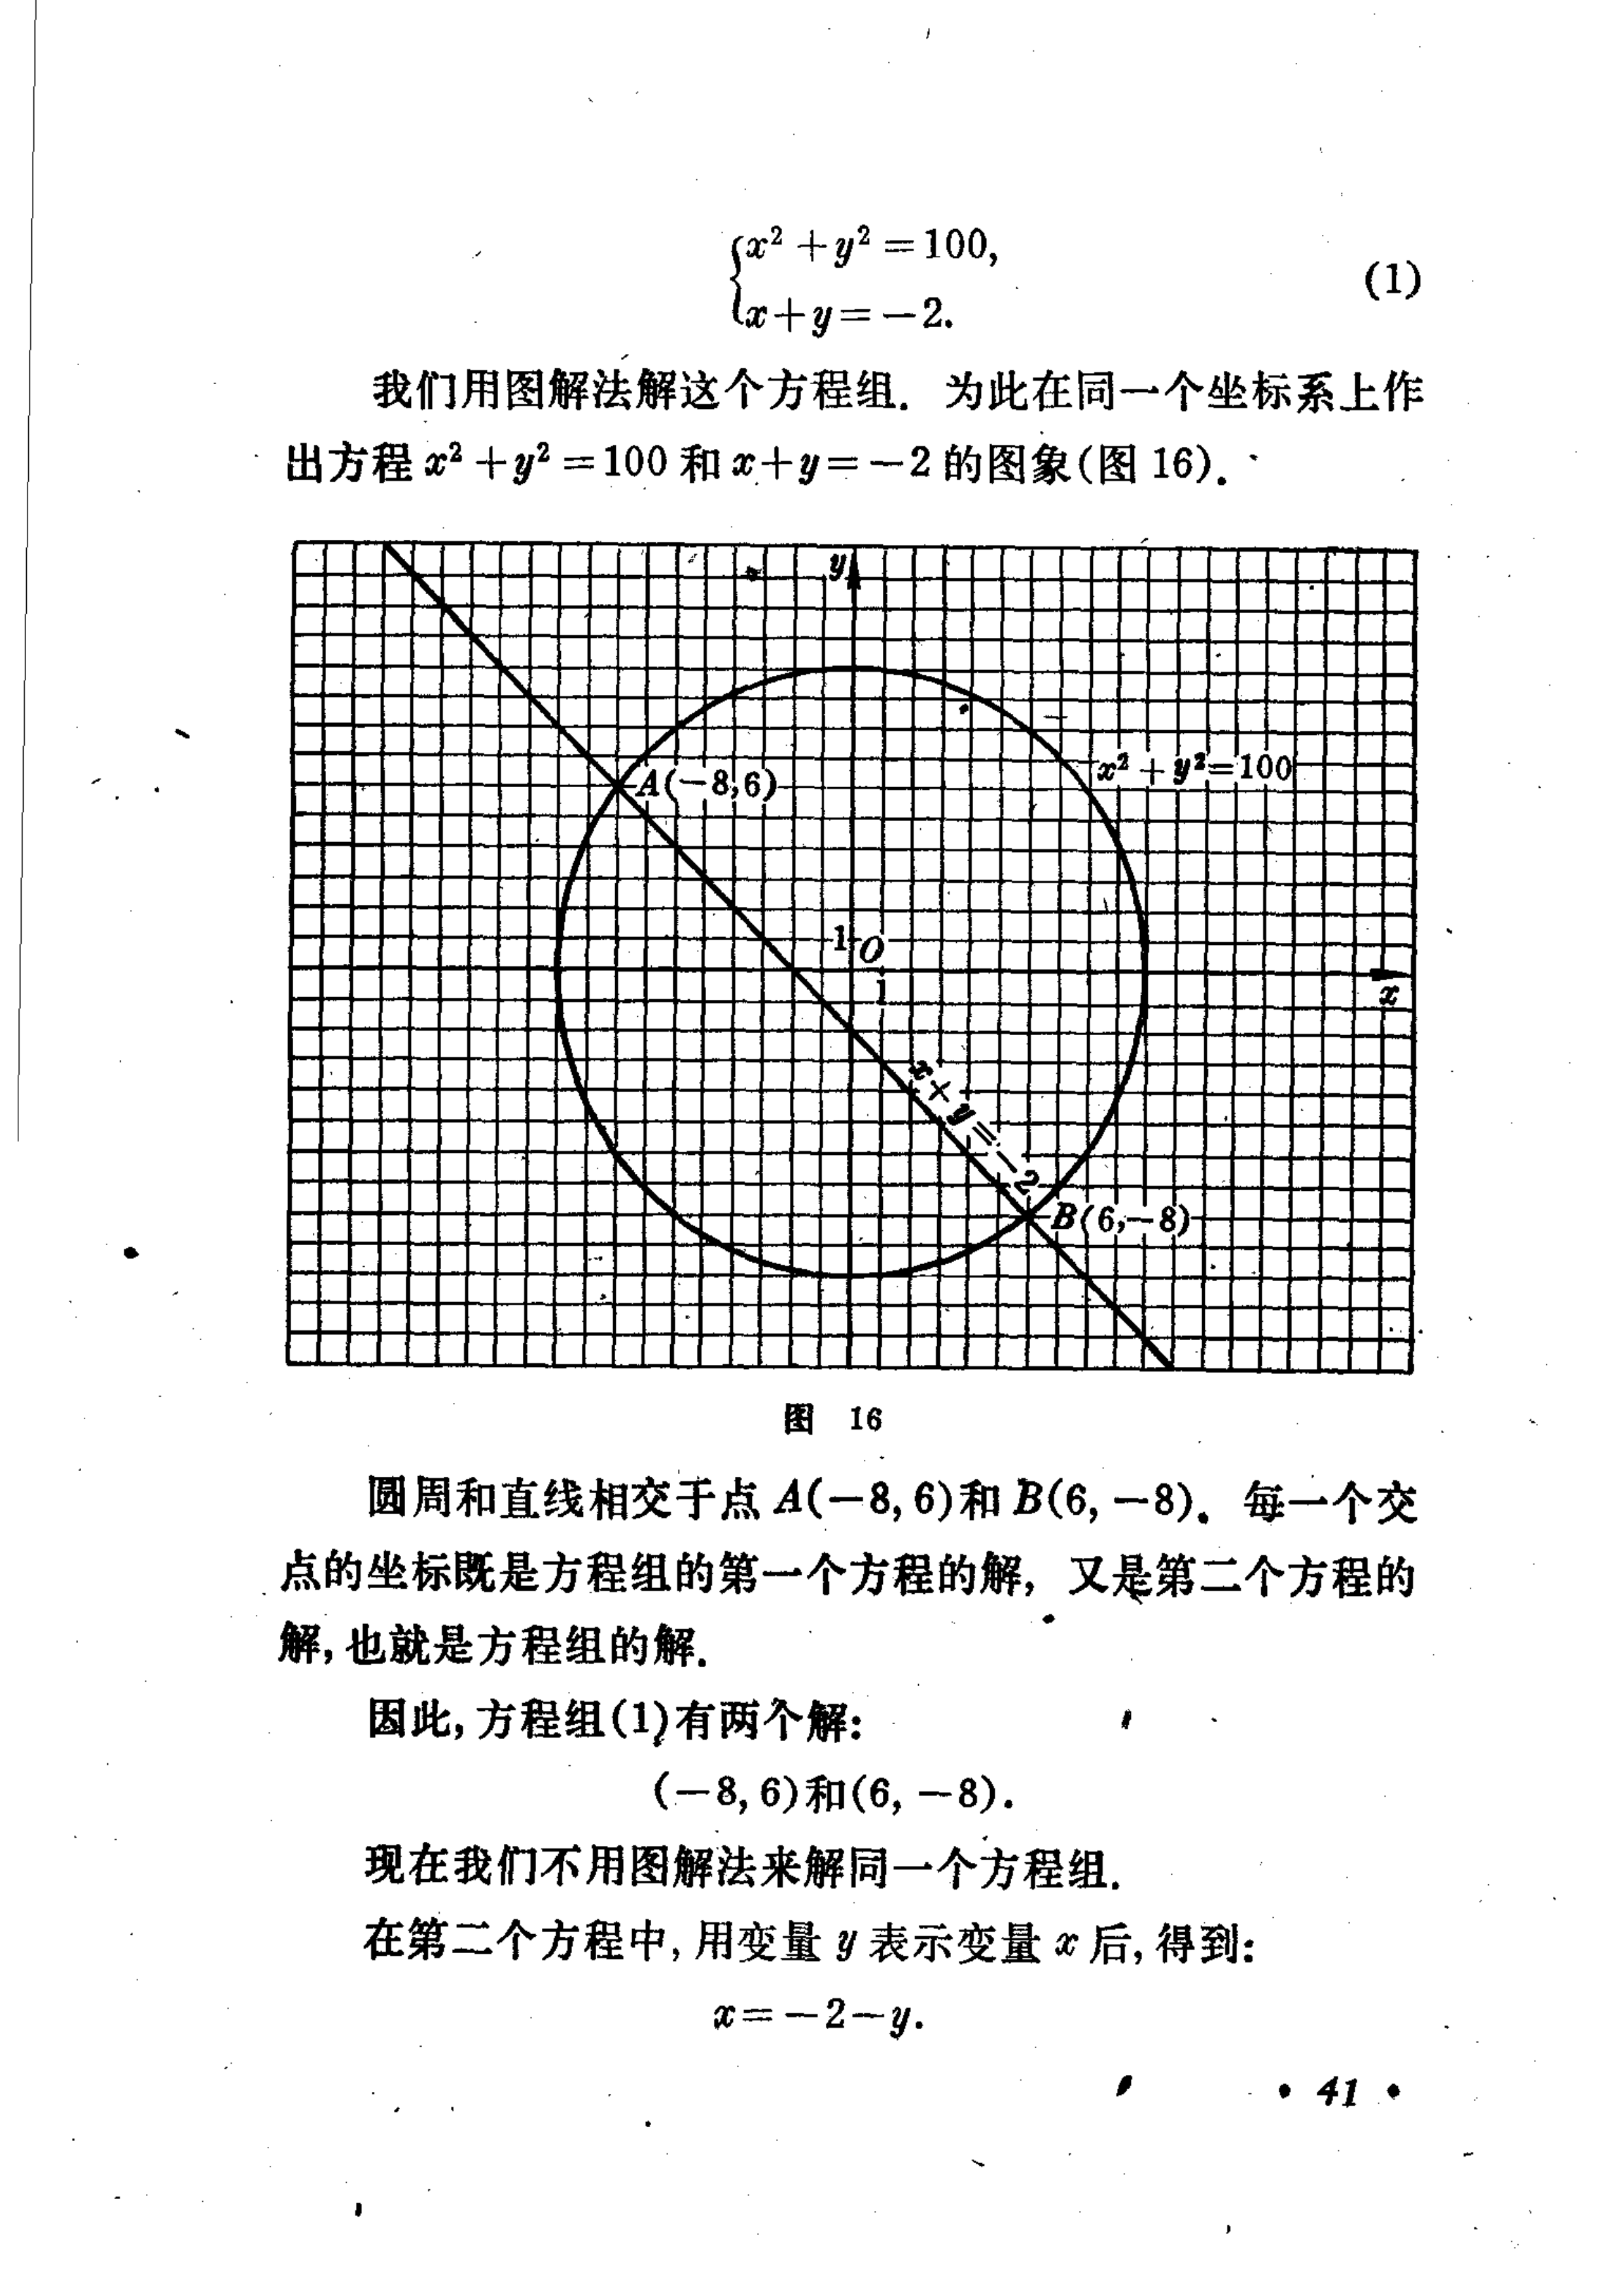 x² + y² = 100,
x + y = −2.
(1)
我们用图解法解这个方程组. 为此在同一个坐标系上作
出方程 x² + y² = 100 和 x + y = −2 的图象(图 16).
y
A(−8,6)
x² + y² = 100
1
O
1
x
x + y = −2
B(6,−8)
图 16
圆周和直线相交于点 A(−8, 6)和 B(6, −8). 每一个交
点的坐标既是方程组的第一个方程的解, 又是第二个方程的
解, 也就是方程组的解.
因此, 方程组(1)有两个解:
(−8, 6)和(6, −8).
现在我们不用图解法来解同一个方程组.
在第二个方程中, 用变量 y 表示变量 x 后, 得到:
x = −2 − y.
• 41 •